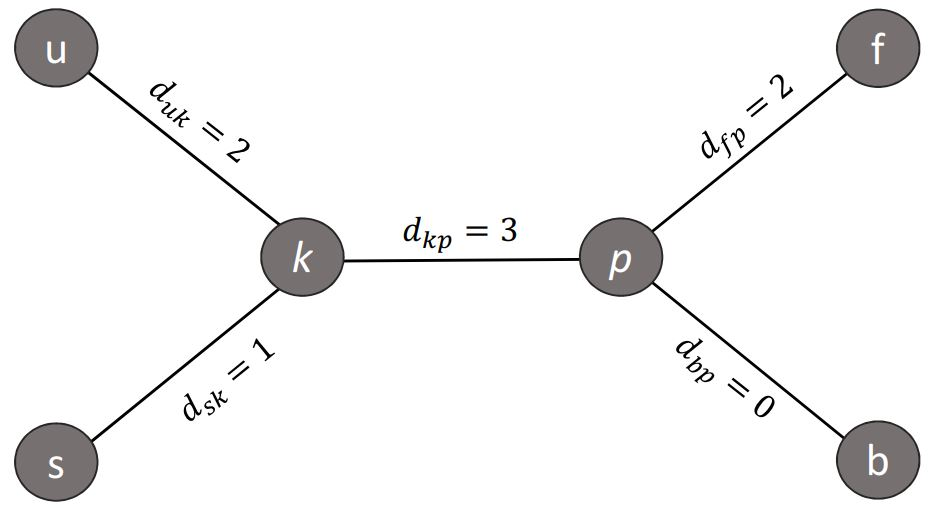 u
f
d_{uk} = 2
d_{fp} = 2
k
d_{kp} = 3
p
d_{sk} = 1
d_{bp} = 0
s
b